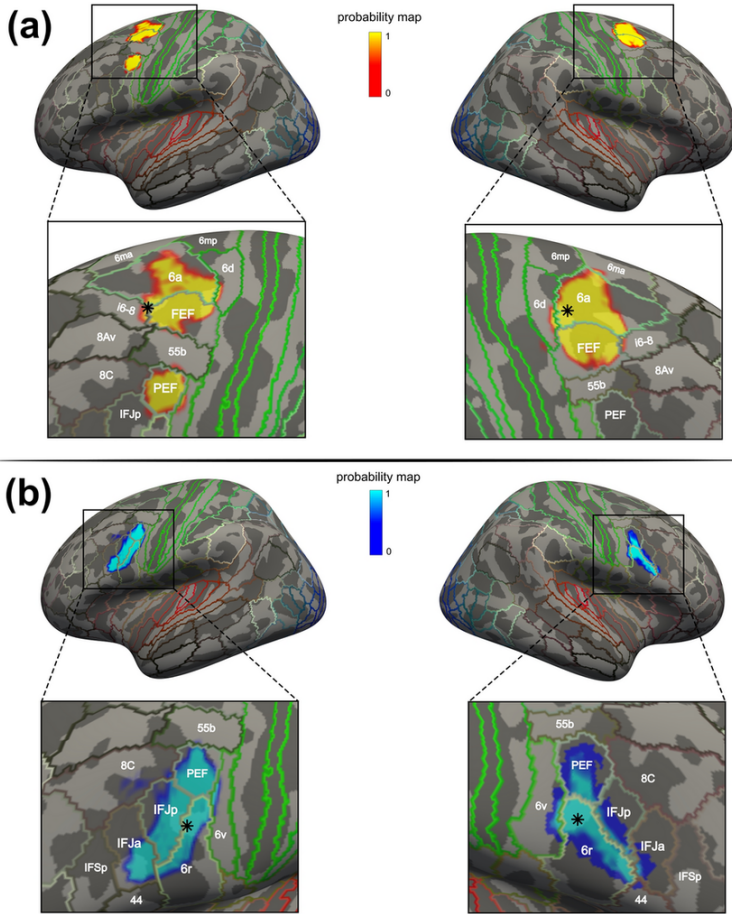 (a)
probability map
1
0
6ma
6mp
6a
6d
i6-8
FEF
8Av
55b
8C
PEF
IFJp
6mp
6ma
6a
6d
FEF
i6-8
55b
8Av
PEF
(b)
probability map
1
0
55b
8C
PEF
IFJp
IFJa
6v
IFSp
6r
44
55b
PEF
8C
6v
IFJp
IFJa
6r
IFSp
44